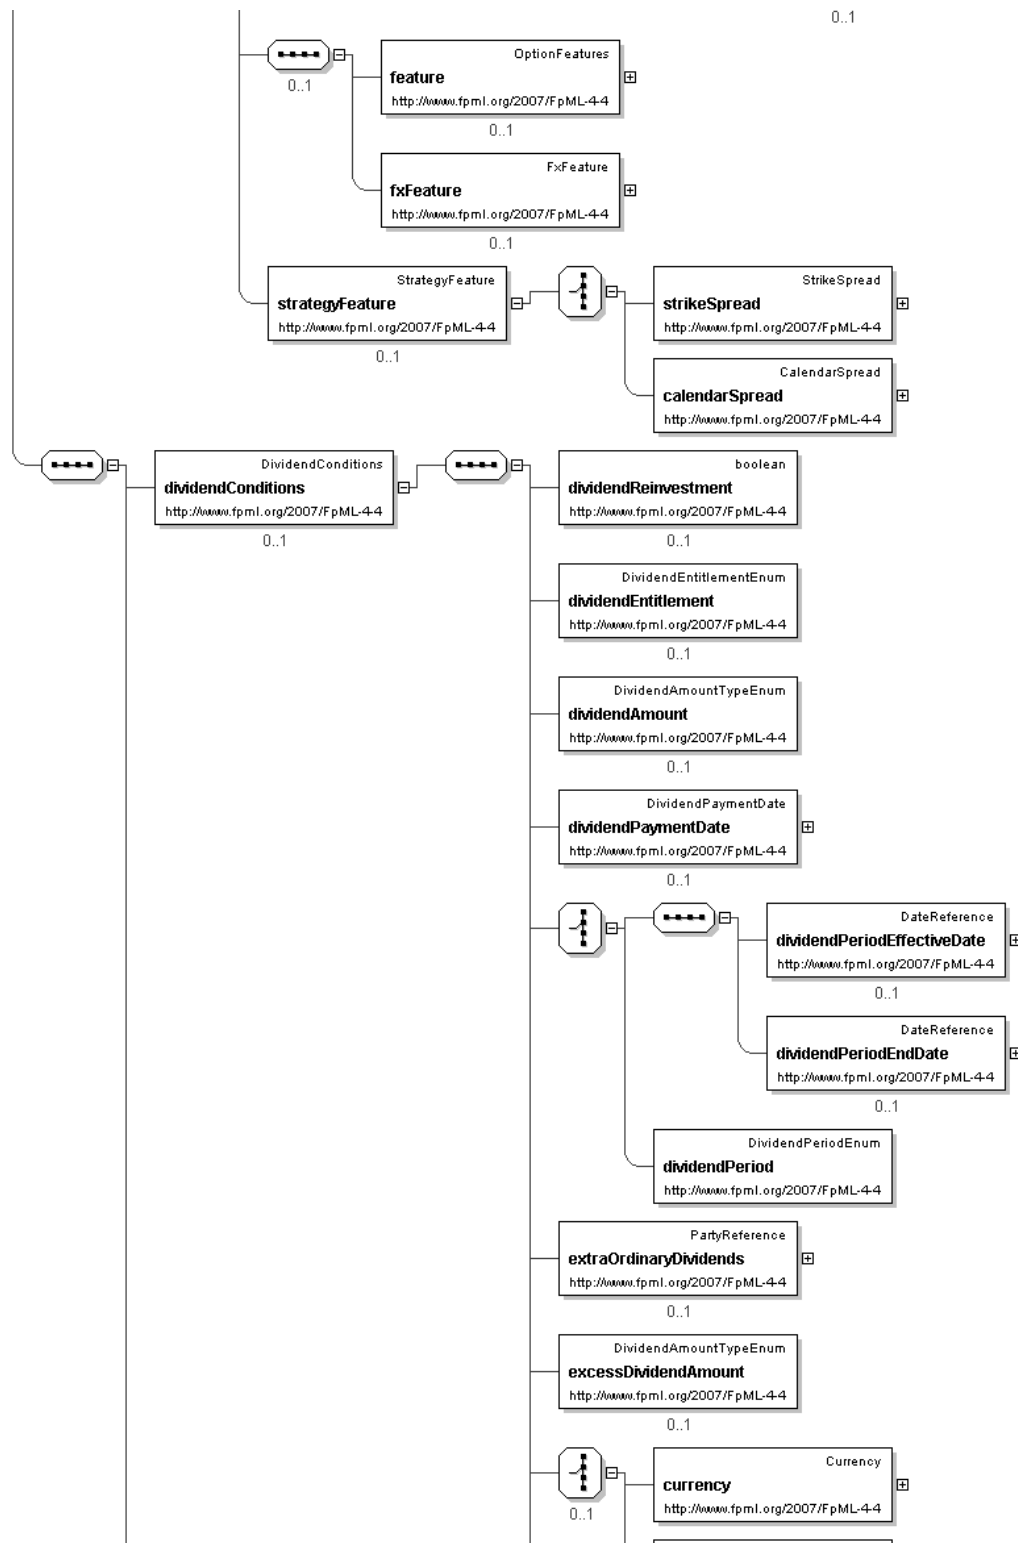 0..1
OptionFeatures
feature
http://www.fpml.org/2007/FpML-4-4
0..1
0..1
FxFeature
fxFeature
http://www.fpml.org/2007/FpML-4-4
0..1
StrategyFeature
strategyFeature
http://www.fpml.org/2007/FpML-4-4
0..1
StrikeSpread
strikeSpread
http://www.fpml.org/2007/FpML-4-4
CalendarSpread
calendarSpread
http://www.fpml.org/2007/FpML-4-4
DividendConditions
dividendConditions
http://www.fpml.org/2007/FpML-4-4
0..1
boolean
dividendReinvestment
http://www.fpml.org/2007/FpML-4-4
0..1
DividendEntitlementEnum
dividendEntitlement
http://www.fpml.org/2007/FpML-4-4
0..1
DividendAmountTypeEnum
dividendAmount
http://www.fpml.org/2007/FpML-4-4
0..1
DividendPaymentDate
dividendPaymentDate
http://www.fpml.org/2007/FpML-4-4
0..1
DateReference
dividendPeriodEffectiveDate
http://www.fpml.org/2007/FpML-4-4
0..1
DateReference
dividendPeriodEndDate
http://www.fpml.org/2007/FpML-4-4
0..1
DividendPeriodEnum
dividendPeriod
http://www.fpml.org/2007/FpML-4-4
PartyReference
extraOrdinaryDividends
http://www.fpml.org/2007/FpML-4-4
0..1
DividendAmountTypeEnum
excessDividendAmount
http://www.fpml.org/2007/FpML-4-4
0..1
Currency
currency
http://www.fpml.org/2007/FpML-4-4
0..1